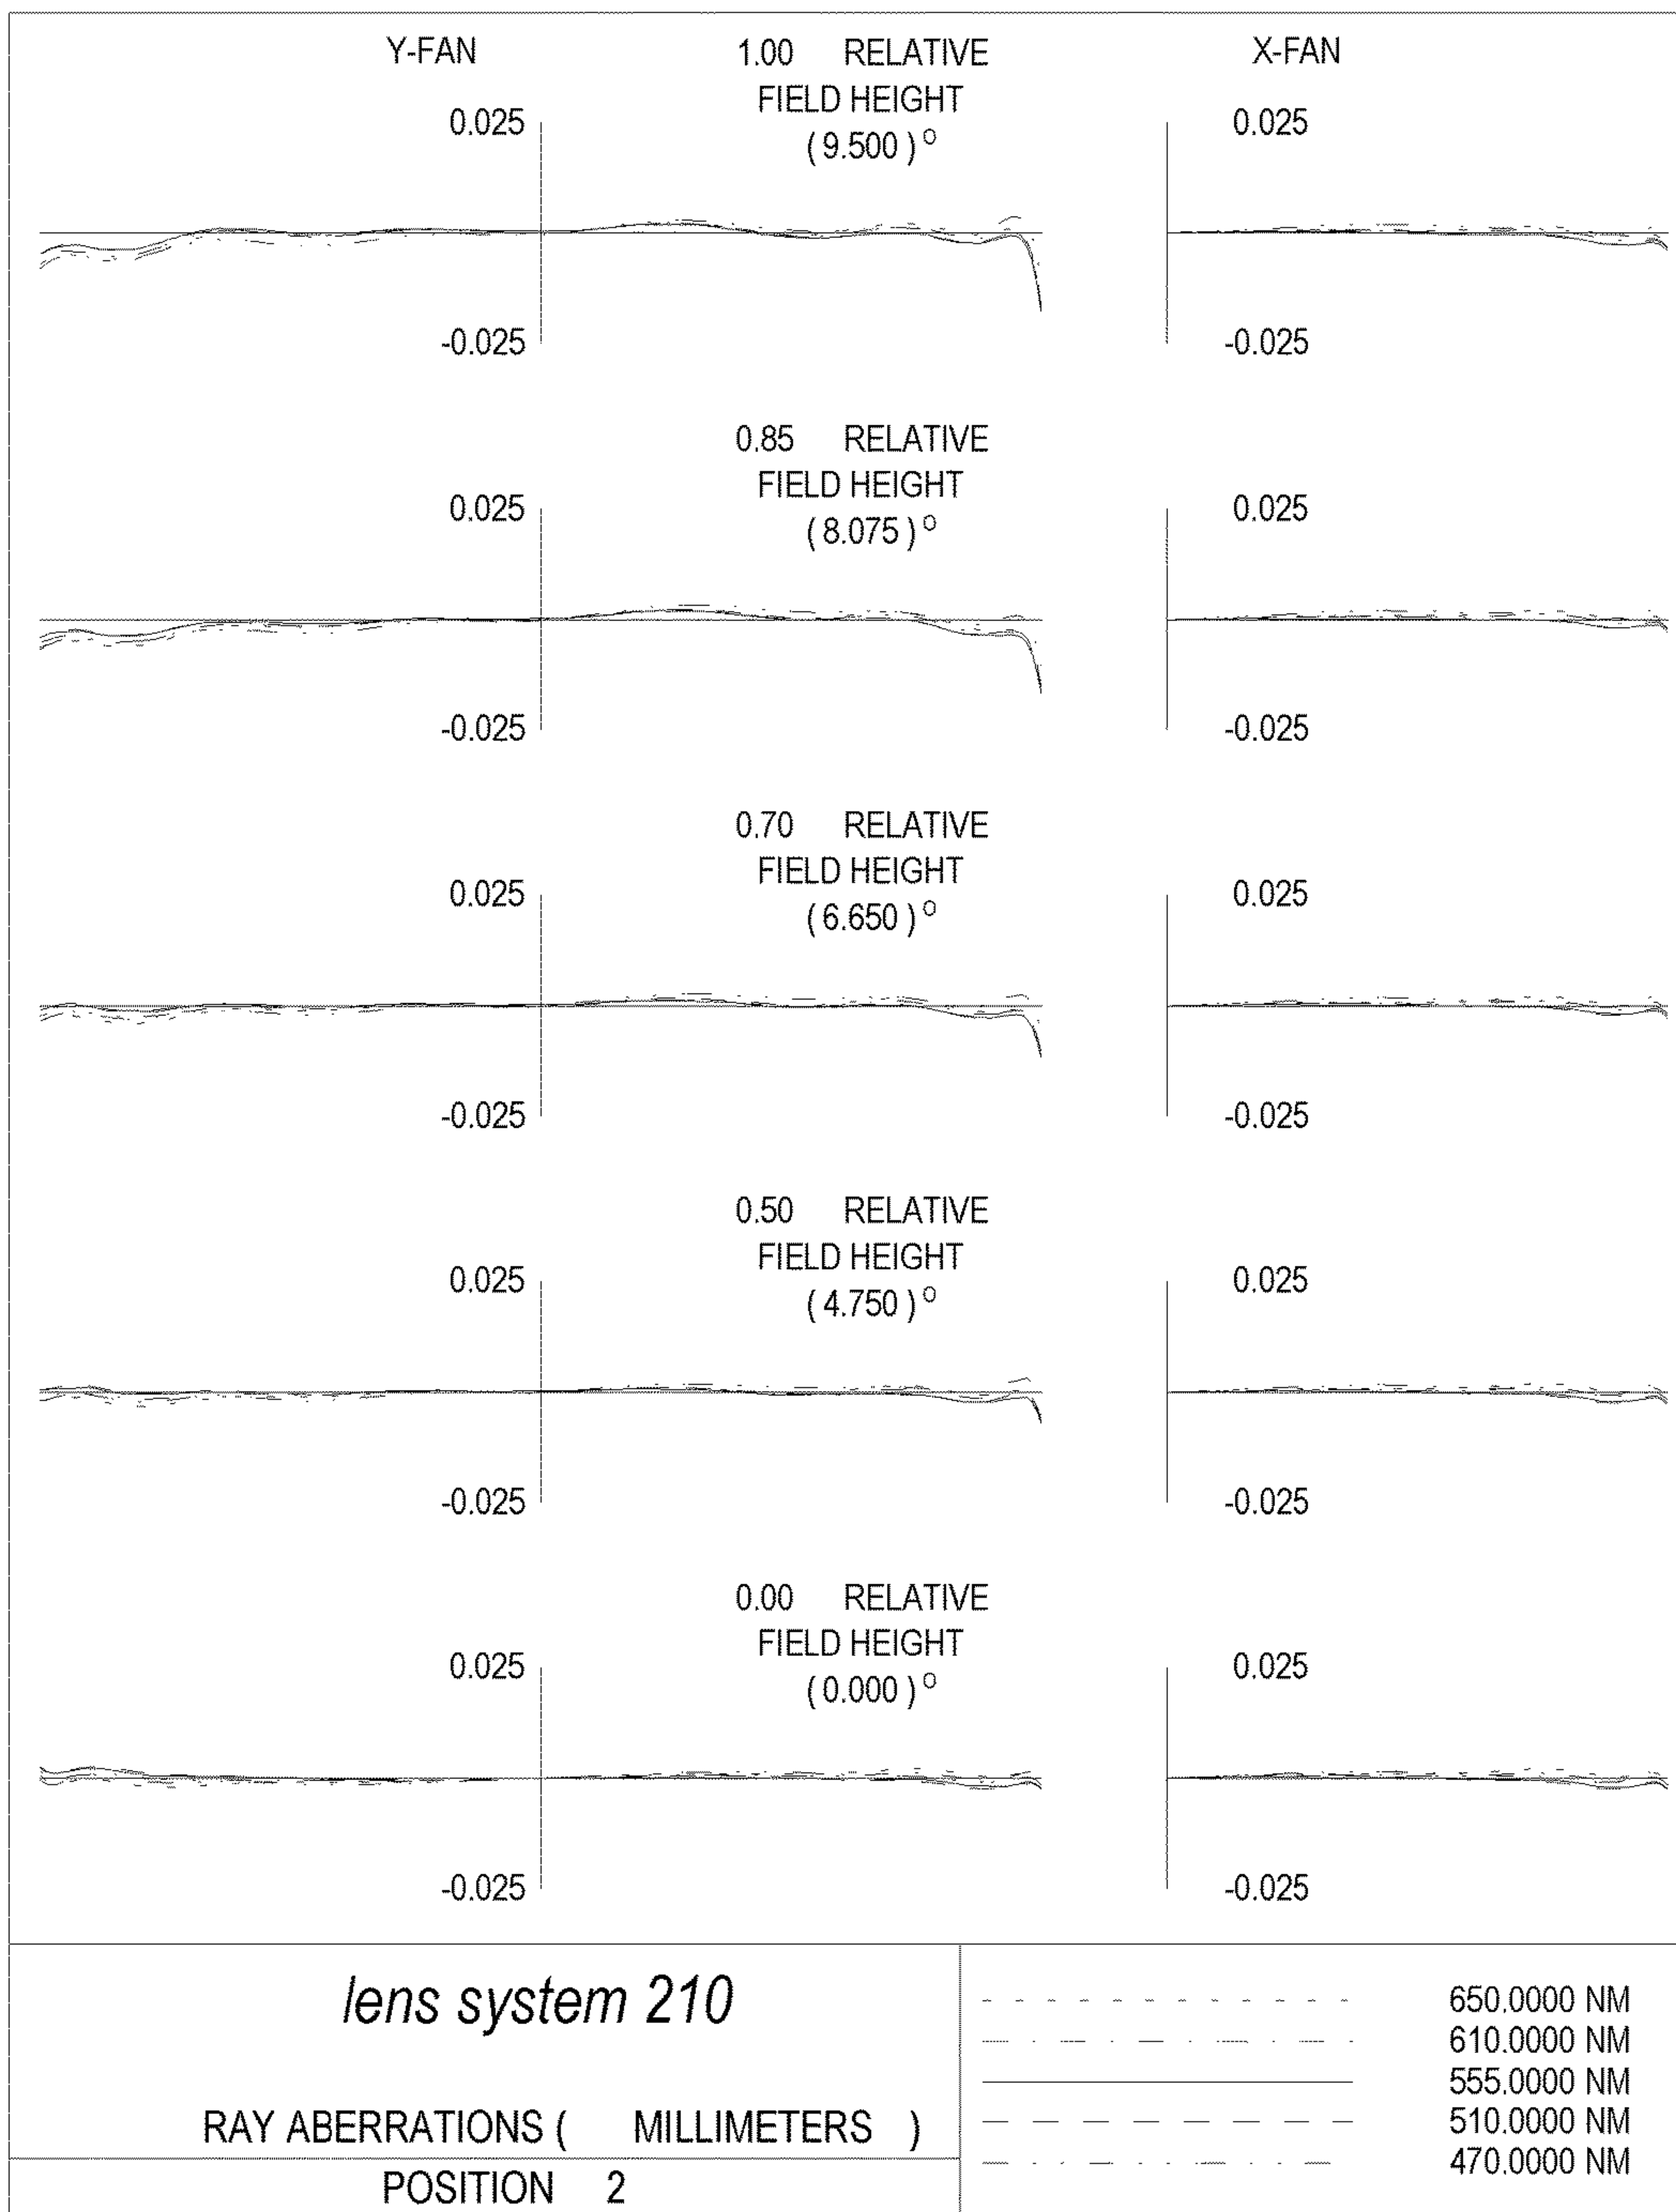 Y-FAN 1.00 RELATIVE X-FAN
FIELD HEIGHT
0.025 ( 9.500 ) O 0.025
-0.025 -0.025
0.85 RELATIVE
FIELD HEIGHT
0.025 ( 8.075 ) O 0.025
-0.025 -0.025
0.70 RELATIVE
FIELD HEIGHT
0.025 ( 6.650 ) O 0.025
-0.025 -0.025
0.50 RELATIVE
FIELD HEIGHT
0.025 ( 4.750 ) O 0.025
-0.025 -0.025
0.00 RELATIVE
FIELD HEIGHT
0.025 ( 0.000 ) O 0.025
-0.025 -0.025
lens system 210
RAY ABERRATIONS ( MILLIMETERS )
POSITION 2
650.0000 NM
610.0000 NM
555.0000 NM
510.0000 NM
470.0000 NM